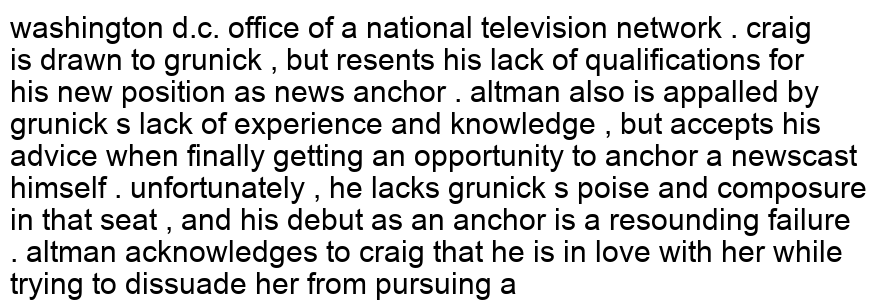 washington d.c. office of a national television network . craig
is drawn to grunick , but resents his lack of qualifications for
his new position as news anchor . altman also is appalled by
grunick s lack of experience and knowledge , but accepts his
advice when finally getting an opportunity to anchor a newscast
himself . unfortunately , he lacks grunick s poise and composure
in that seat , and his debut as an anchor is a resounding failure
. altman acknowledges to craig that he is in love with her while
trying to dissuade her from pursuing a